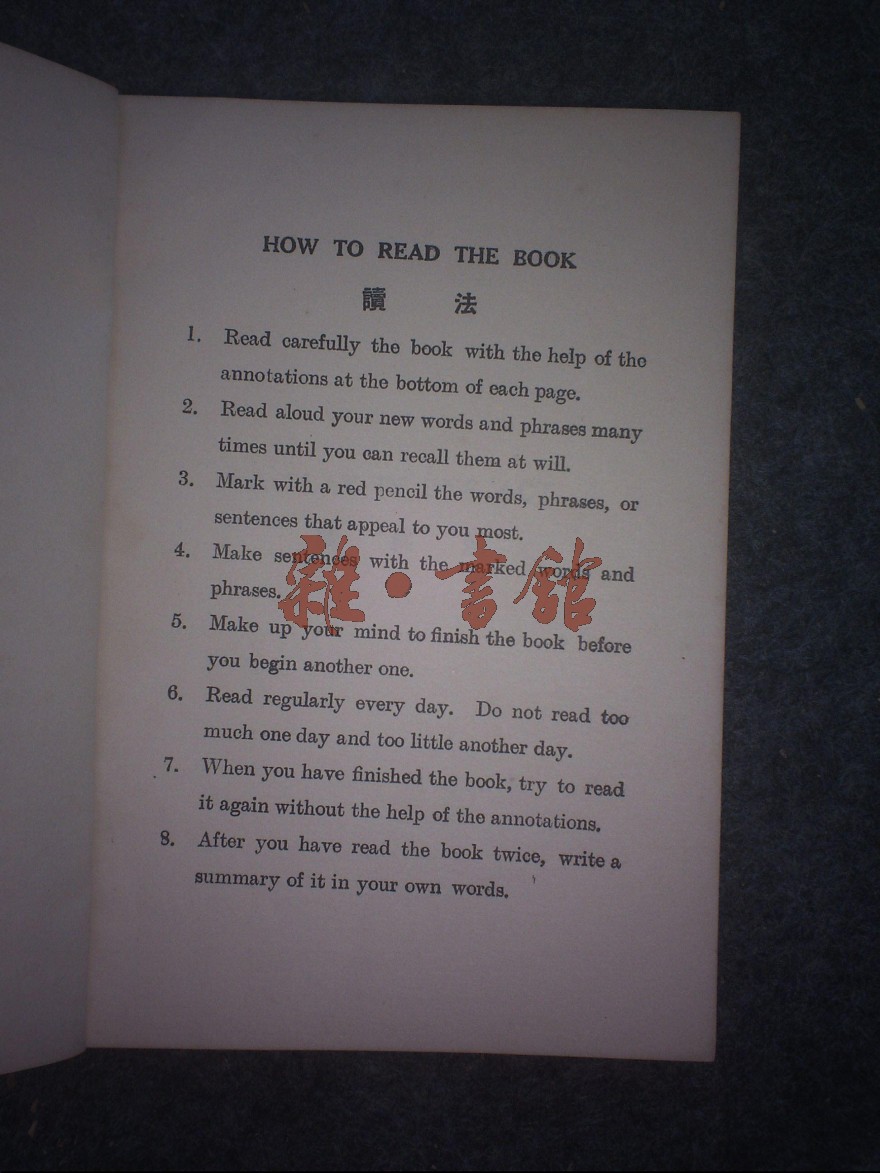 HOW TO READ THE BOOK
讀 法
1. Read carefully the book with the help of the
annotations at the bottom of each page.
2. Read aloud your new words and phrases many
times until you can recall them at will.
3. Mark with a red pencil the words, phrases, or
sentences that appeal to you most.
4. Make sentences with the marked words and
phrases.
雜·書館
5. Make up your mind to finish the book before
you begin another one.
6. Read regularly every day. Do not read too
much one day and too little another day.
7. When you have finished the book, try to read
it again without the help of the annotations.
8. After you have read the book twice, write a
summary of it in your own words.